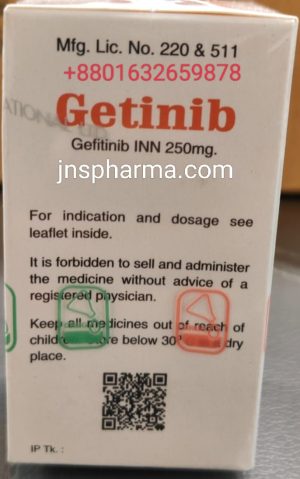 Mfg. Lic. No. 220 & 511
+8801632659878
Getinib
Gefitinib INN 250mg.
jnspharma.com
For indication and dosage see
leaflet inside.
It is forbidden to sell and administer
the medicine without advice of a
registered physician.
Keep all medicines out of reach of
children. below 30° dry
place.
IP Tk. :